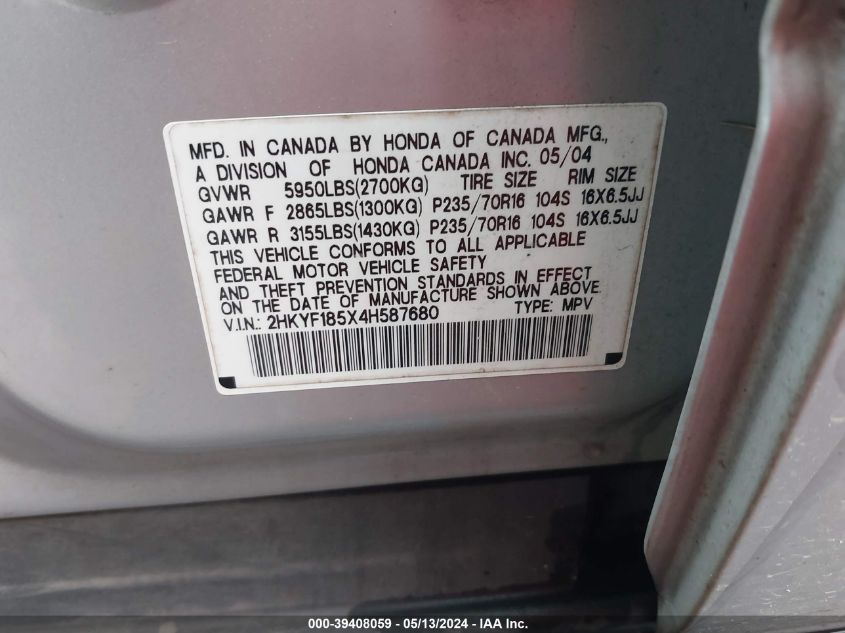 MFD. IN CANADA BY HONDA OF CANADA MFG.,
A DIVISION OF HONDA CANADA INC. 05/04
GVWR 5950LBS(2700KG) TIRE SIZE RIM SIZE
GAWR F 2865LBS(1300KG) P235/70R16 104S 16X6.5JJ
GAWR R 3155LBS(1430KG) P235/70R16 104S 16X6.5JJ
THIS VEHICLE CONFORMS TO ALL APPLICABLE
FEDERAL MOTOR VEHICLE SAFETY
AND THEFT PREVENTION STANDARDS IN EFFECT
ON THE DATE OF MANUFACTURE SHOWN ABOVE.
V.I.N.: 2HKYF185X4H587680 TYPE: MPV
000-39408059 - 05/13/2024 - IAA Inc.